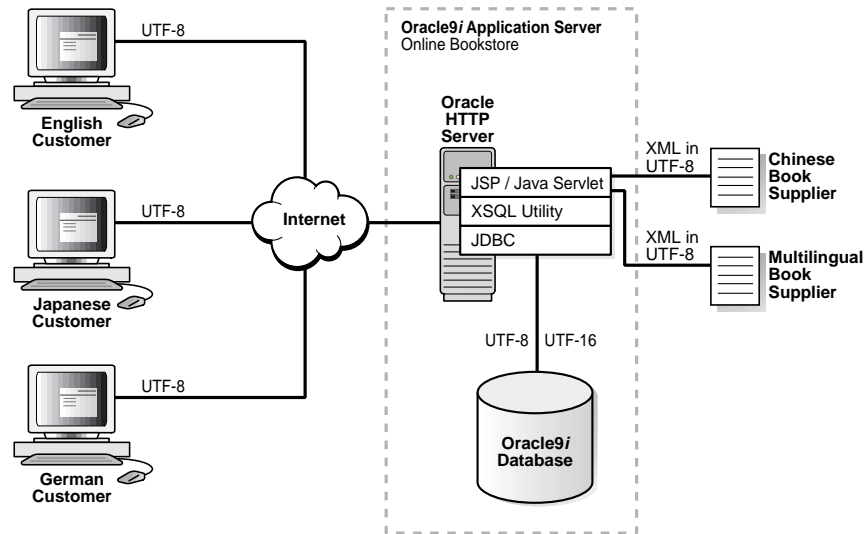 Oracle9i Application Server
Online Bookstore
UTF-8
English
Customer
UTF-8
Japanese
Customer
UTF-8
German
Customer
Internet
Oracle
HTTP
Server
JSP / Java Servlet
XSQL Utility
JDBC
XML in
UTF-8
Chinese
Book
Supplier
XML in
UTF-8
Multilingual
Book
Supplier
UTF-8 UTF-16
Oracle9i
Database